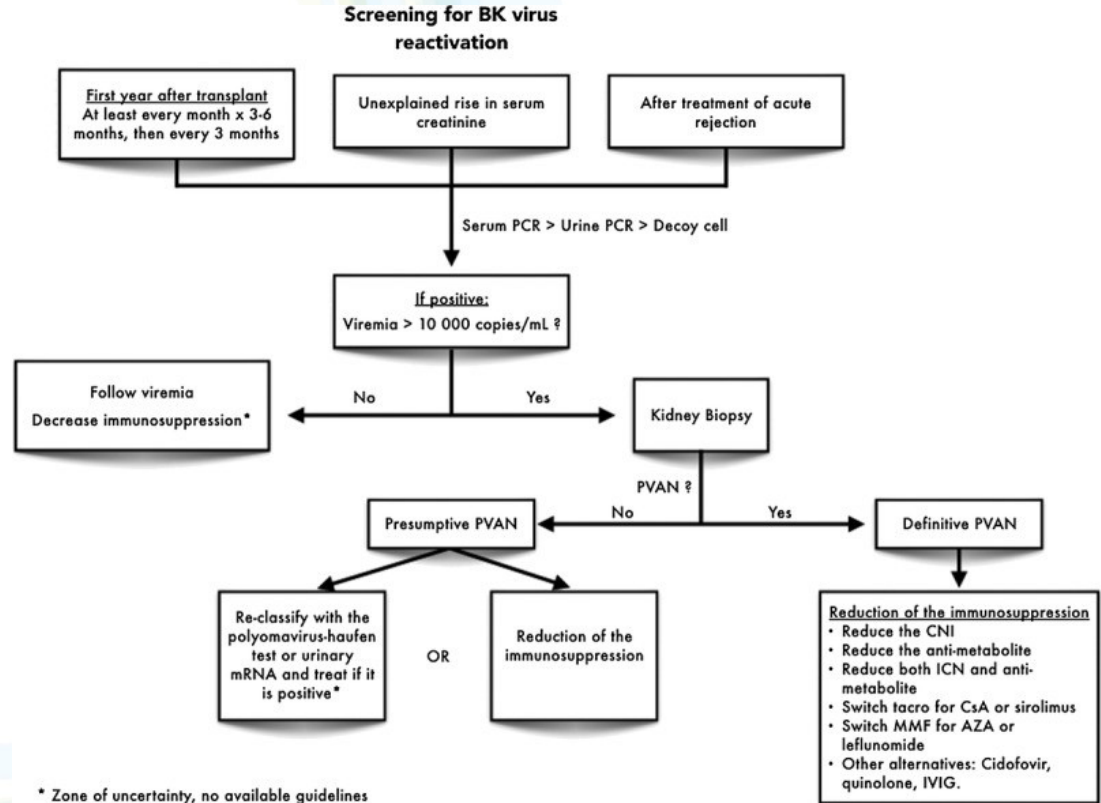 Screening for BK virus
reactivation
First year after transplant
At least every month x 3-6
months, then every 3 months
Unexplained rise in serum
creatinine
After treatment of acute
rejection
Serum PCR > Urine PCR > Decoy cell
If positive:
Viremia > 10 000 copies/mL ?
Follow viremia
Decrease immunosuppression*
No
Yes
Kidney Biopsy
PVAN ?
No
Yes
Presumptive PVAN
Definitive PVAN
Re-classify with the
polyomavirus-haufen
test or urinary
mRNA and treat if it
is positive*
OR
Reduction of the
immunosuppression
Reduction of the immunosuppression
• Reduce the CNI
• Reduce the anti-metabolite
• Reduce both ICN and anti-
metabolite
• Switch tacro for CsA or sirolimus
• Switch MMF for AZA or
leflunomide
• Other alternatives: Cidofovir,
quinolone, IVIG.
* Zone of uncertainty, no available guidelines